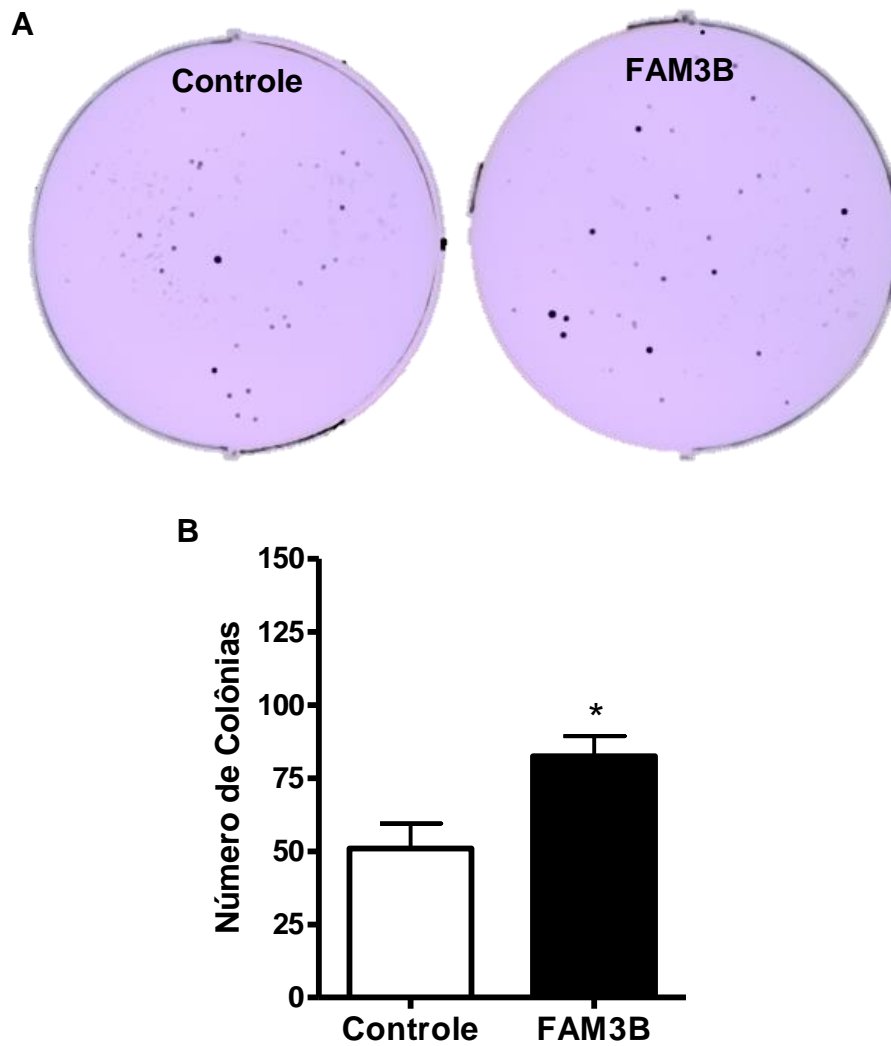 A
Controle
FAM3B
B
Número de Colônias
150
125
100
75
50
25
0
*
Controle
FAM3B